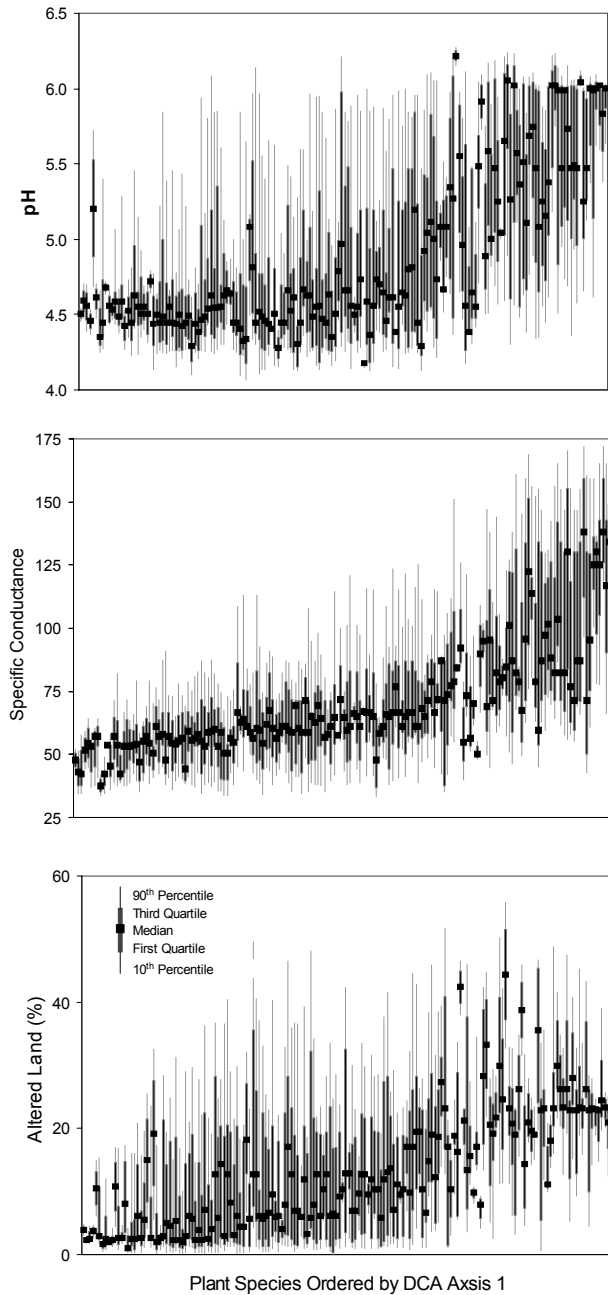 6.5
6.0
5.5
pH
5.0
4.5
4.0
175
150
125
Specific Conductance
100
75
50
25
60
90th Percentile
Third Quartile
Median
First Quartile
10th Percentile
40
Altered Land (%)
20
0
Plant Species Ordered by DCA Axsis 1